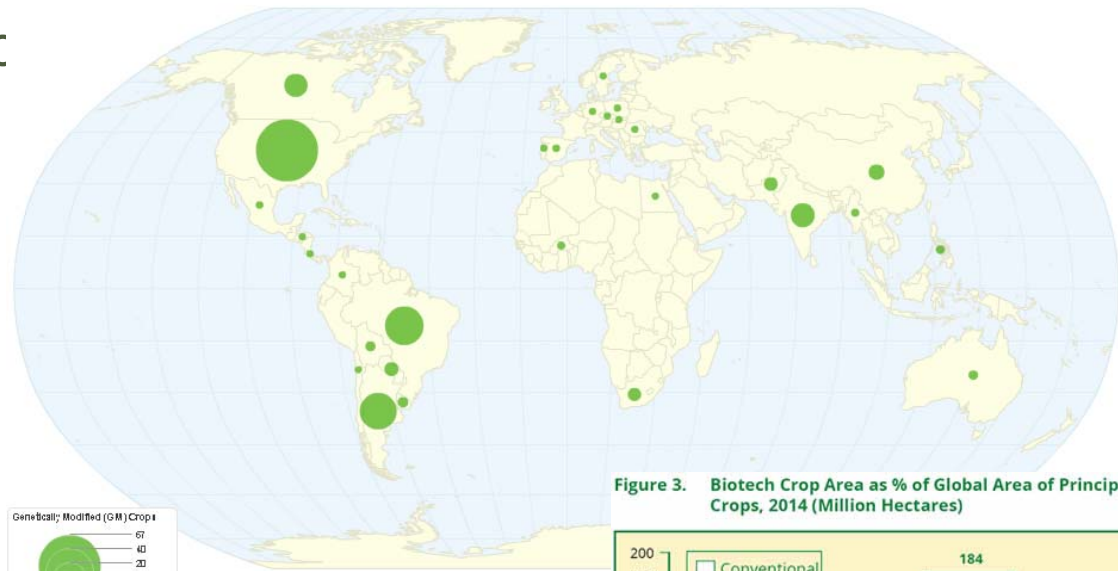 Genetically Modified (GM) Crops
67
40
20
Figure 3. Biotech Crop Area as % of Global Area of Princip
Crops, 2014 (Million Hectares)
200
Conventional
184